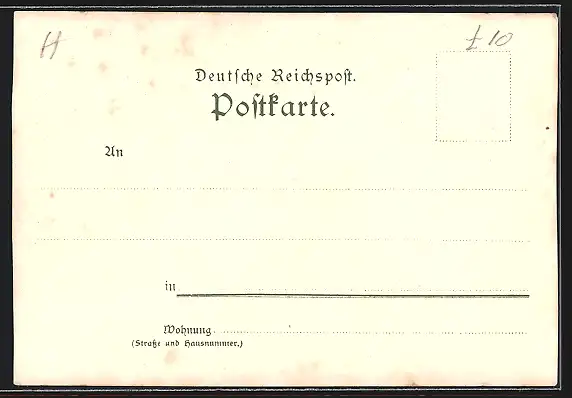 H
£10
Deutsche Reichspost.
Postkarte.
An
in
Wohnung
(Straße und Hausnummer.)